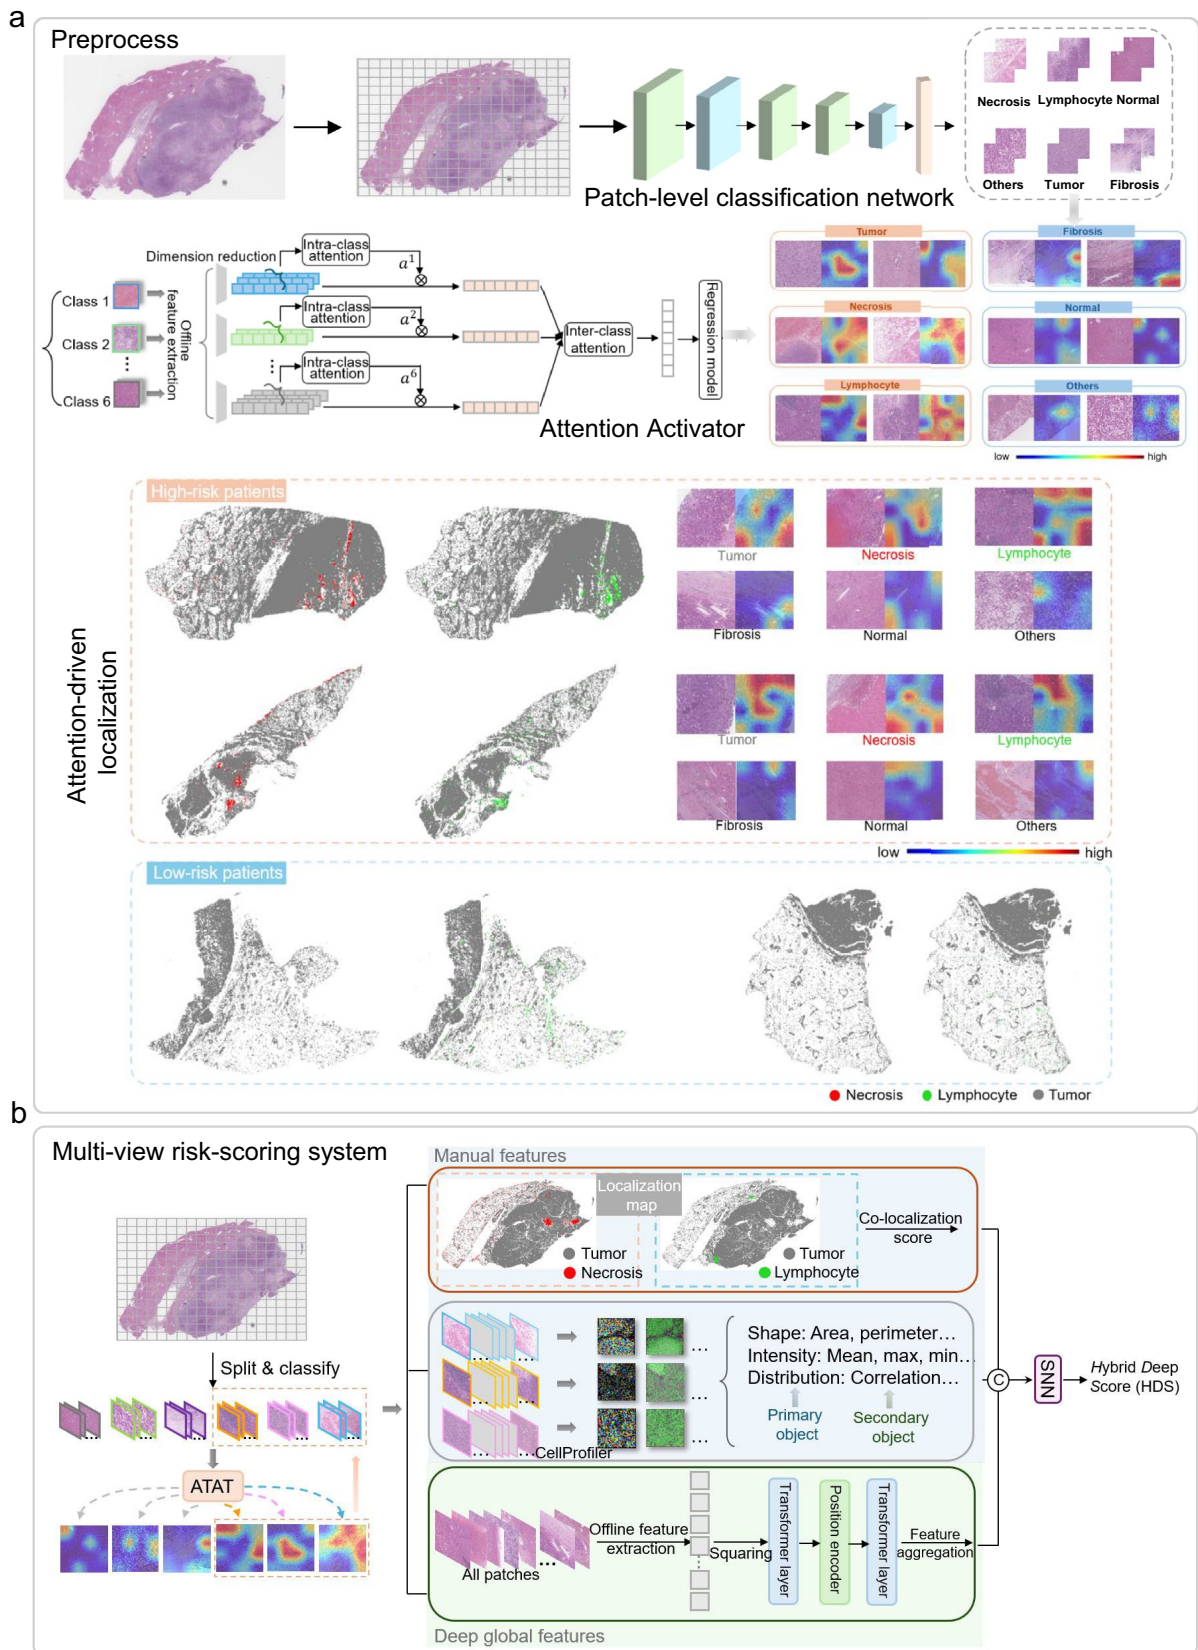 a
Preprocess
Necrosis Lymphocyte Normal
Others Tumor Fibrosis
Patch-level classification network
Dimension reduction
Intra-class
attention
a¹
Class 1
Offline
feature extraction
Intra-class
attention
a²
Class 2
Inter-class
attention
Regression model
Intra-class
attention
a⁶
Class 6
Attention Activator
Tumor
Fibrosis
Necrosis
Normal
Lymphocyte
Others
low high
Attention-driven
localization
High-risk patients
Tumor Necrosis Lymphocyte
Fibrosis Normal Others
Tumor Necrosis Lymphocyte
Fibrosis Normal Others
low high
Low-risk patients
Necrosis Lymphocyte Tumor
b
Multi-view risk-scoring system
Split & classify
ATAT
Manual features
Localization
map
Tumor
Necrosis
Tumor
Lymphocyte
Co-localization
score
CellProfiler
Shape: Area, perimeter...
Intensity: Mean, max, min...
Distribution: Correlation...
Primary
object
Secondary
object
C
SNN
Hybrid Deep
Score (HDS)
All patches
Offline feature
extraction
Squaring
Transformer layer
Position encoder
Transformer layer
Feature
aggregation
Deep global features